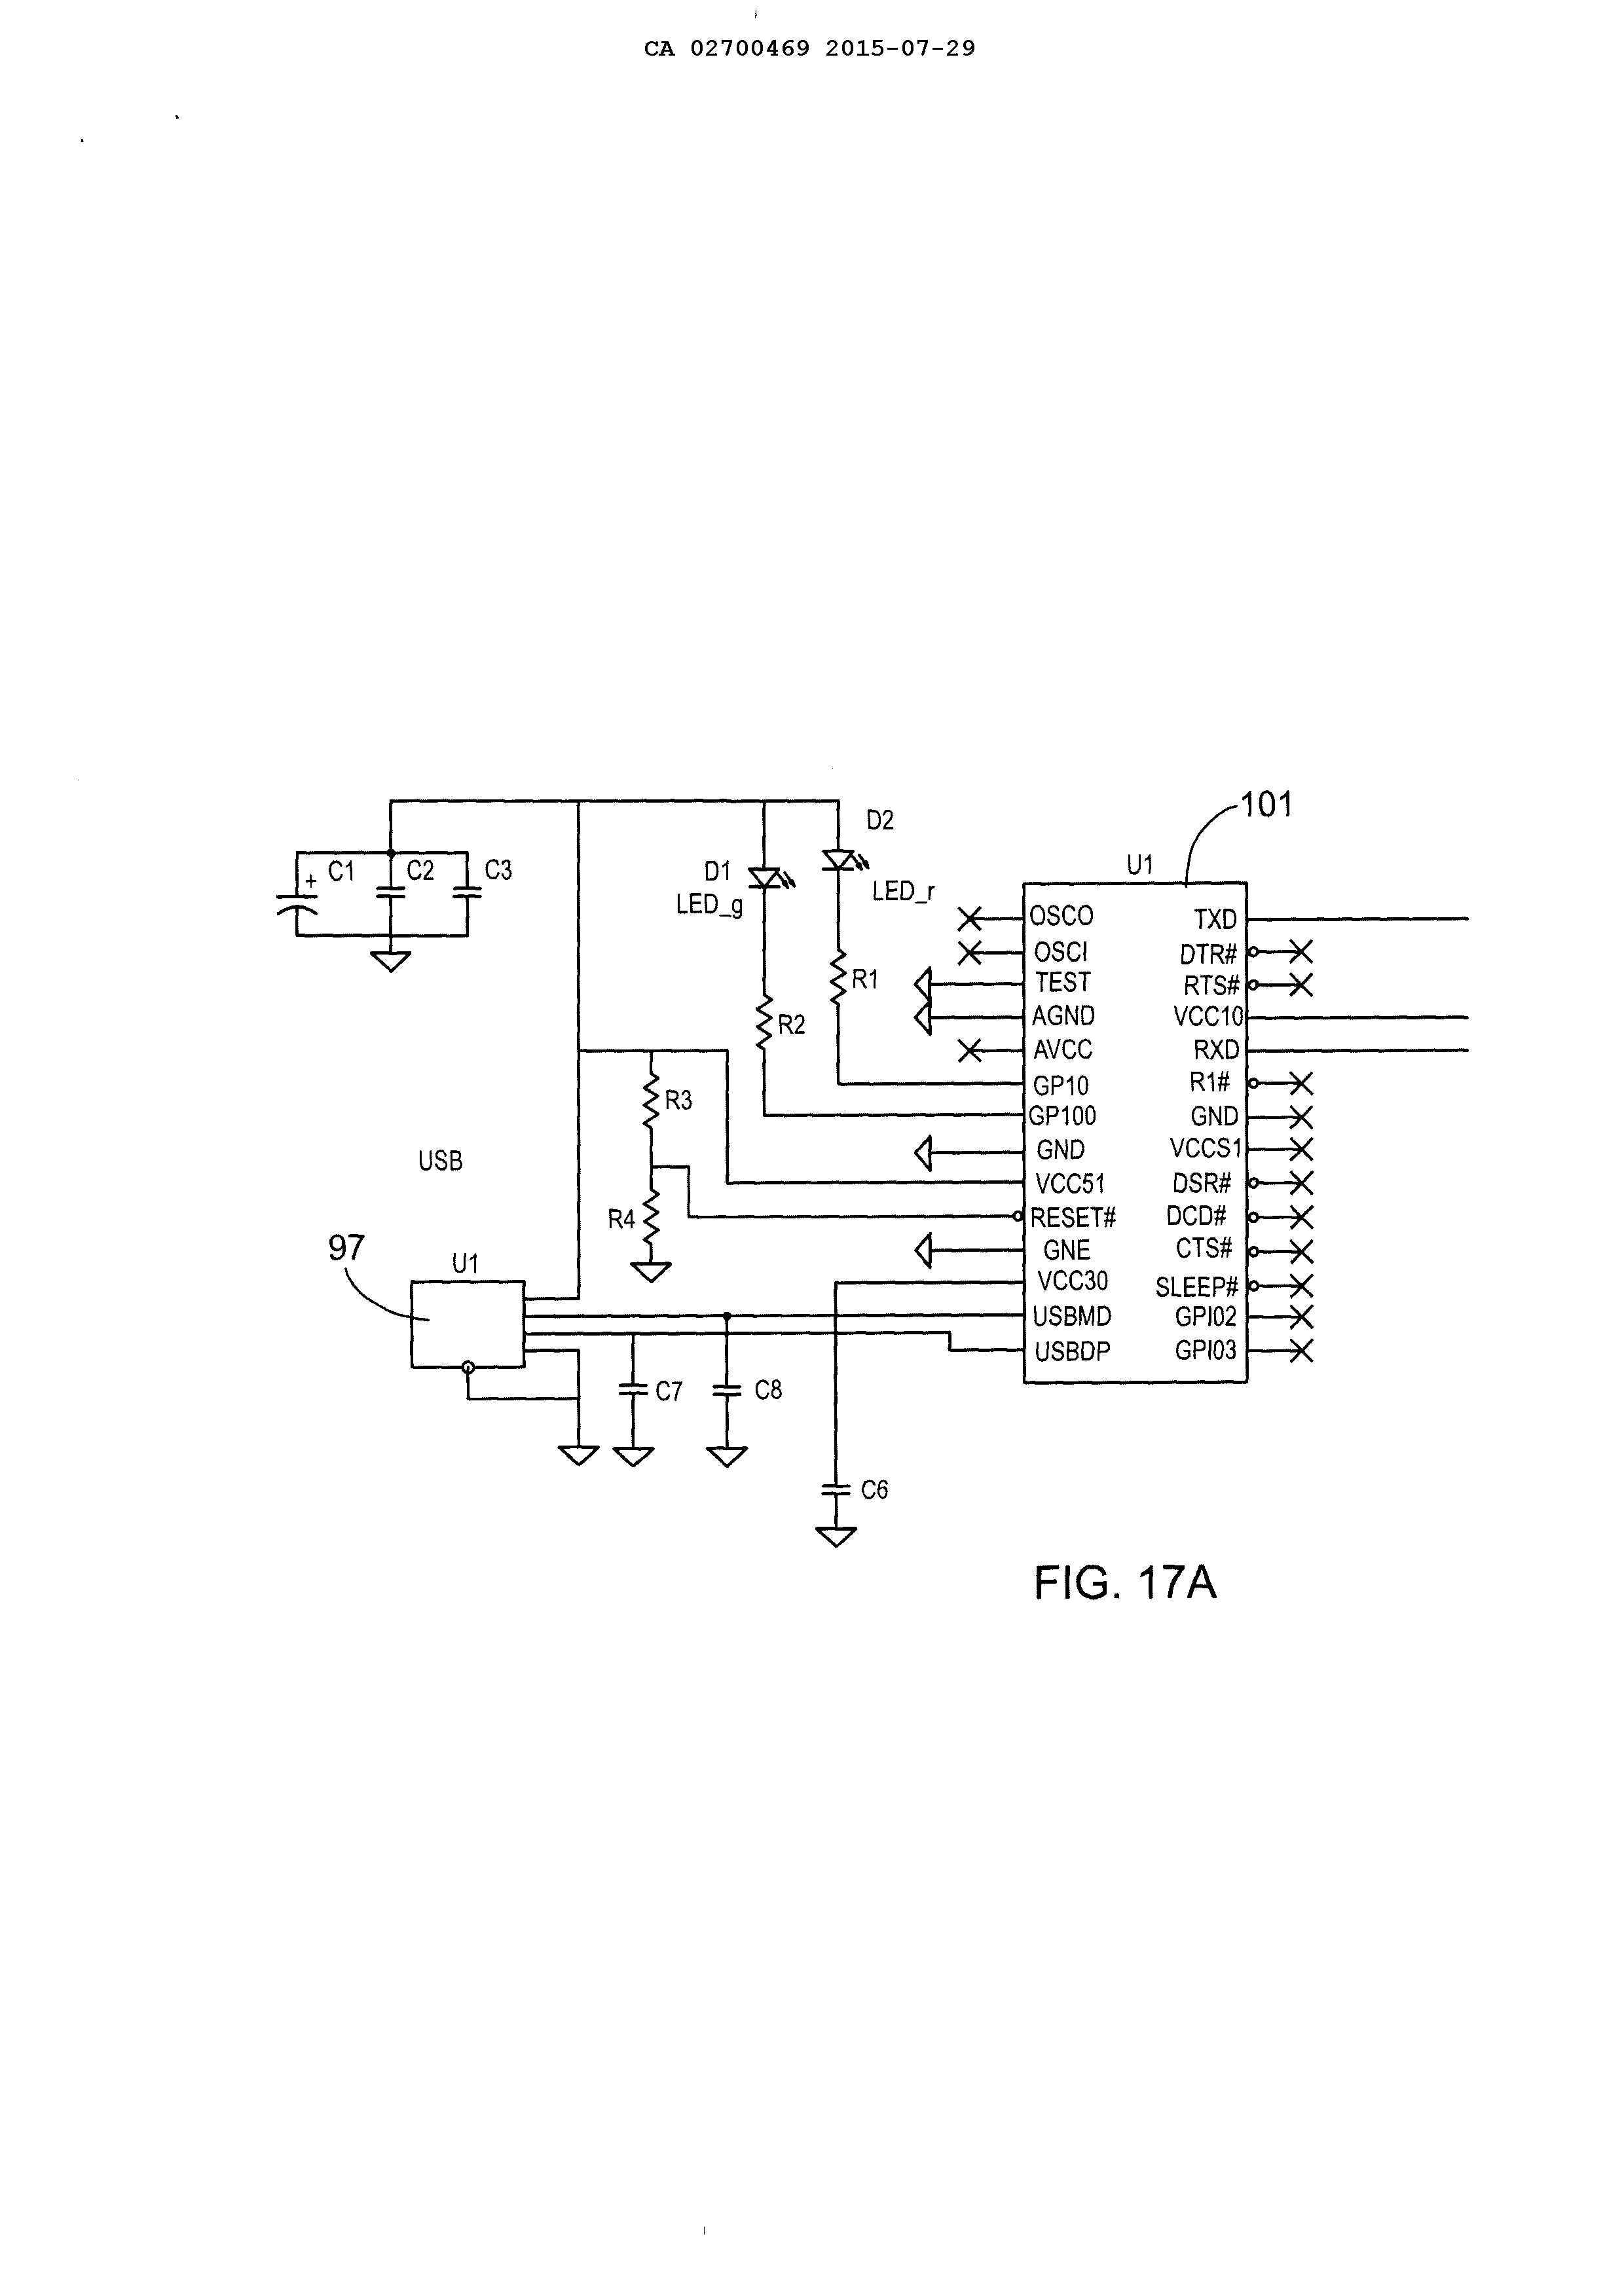 CA 02700469 2015-07-29
101
D2
U1
C1
C2
C3
+
D1
LED_g
LED_r
OSCO
TXD
OSCI
DTR#
R1
TEST
RTS#
AGND
VCC10
R2
AVCC
RXD
GP10
R1#
R3
GP100
GND
GND
VCCS1
USB
VCC51
DSR#
R4
RESET#
DCD#
97
GNE
CTS#
U1
VCC30
SLEEP#
USBMD
GPI02
USBDP
GPI03
C7
C8
C6
FIG. 17A